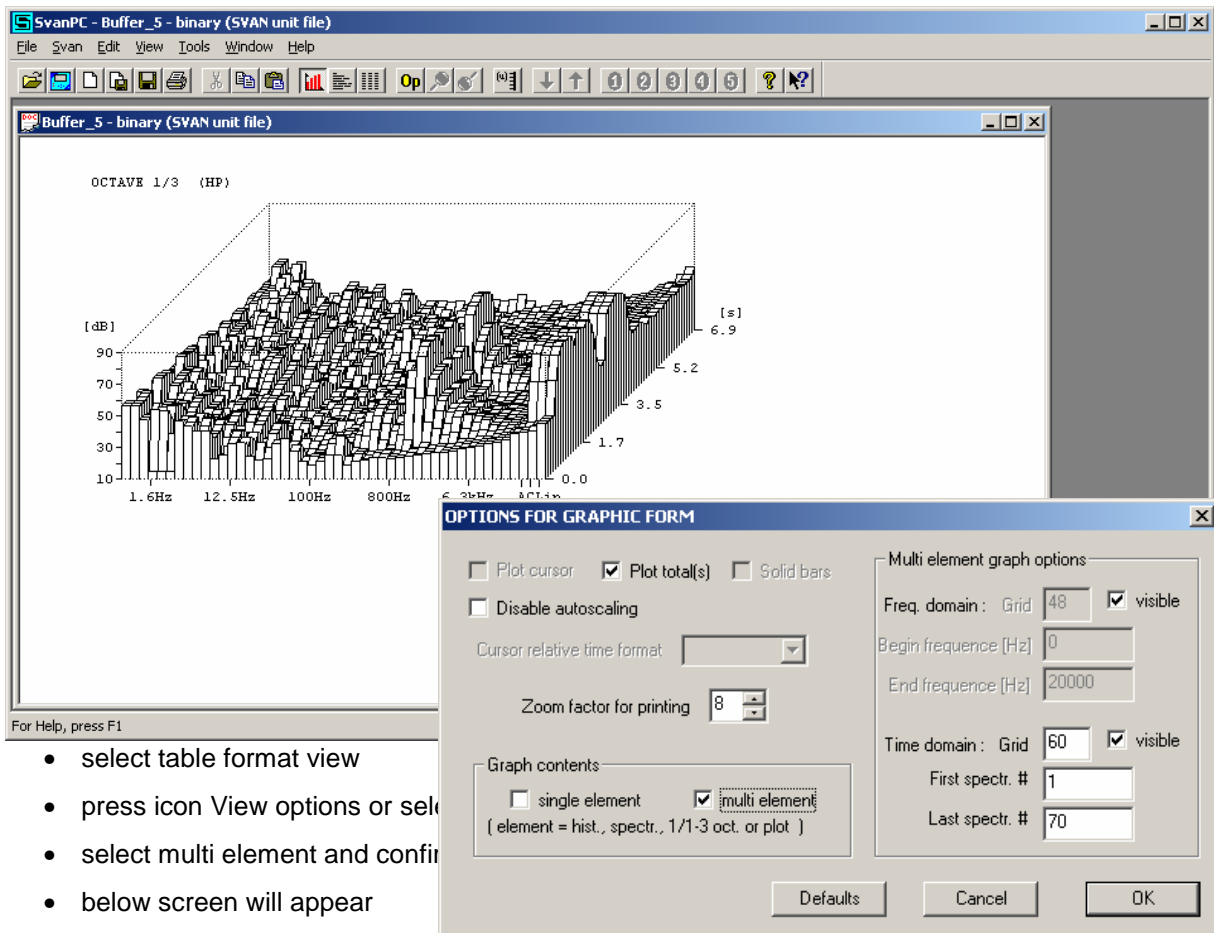 SvanPC - Buffer_5 - binary (SVAN unit file)
File Svan Edit View Tools Window Help
Op
Buffer_5 - binary (SVAN unit file)
OCTAVE 1/3 (HP)
[dB]
90
70
50
30
10
1.6Hz 12.5Hz 100Hz 800Hz 6.3kHz ACLin
[s]
6.9
5.2
3.5
1.7
0.0
For Help, press F1
OPTIONS FOR GRAPHIC FORM
Plot cursor Plot total(s) Solid bars
Disable autoscaling
Cursor relative time format
Zoom factor for printing 8
Graph contents
single element multi element
( element = hist., spectr., 1/1-3 oct. or plot )
Multi element graph options
Freq. domain : Grid 48 visible
Begin frequence [Hz] 0
End frequence [Hz] 20000
Time domain : Grid 60 visible
First spectr. # 1
Last spectr. # 70
Defaults Cancel OK
• select table format view
• press icon View options or
• select multi element and
• below screen will appear